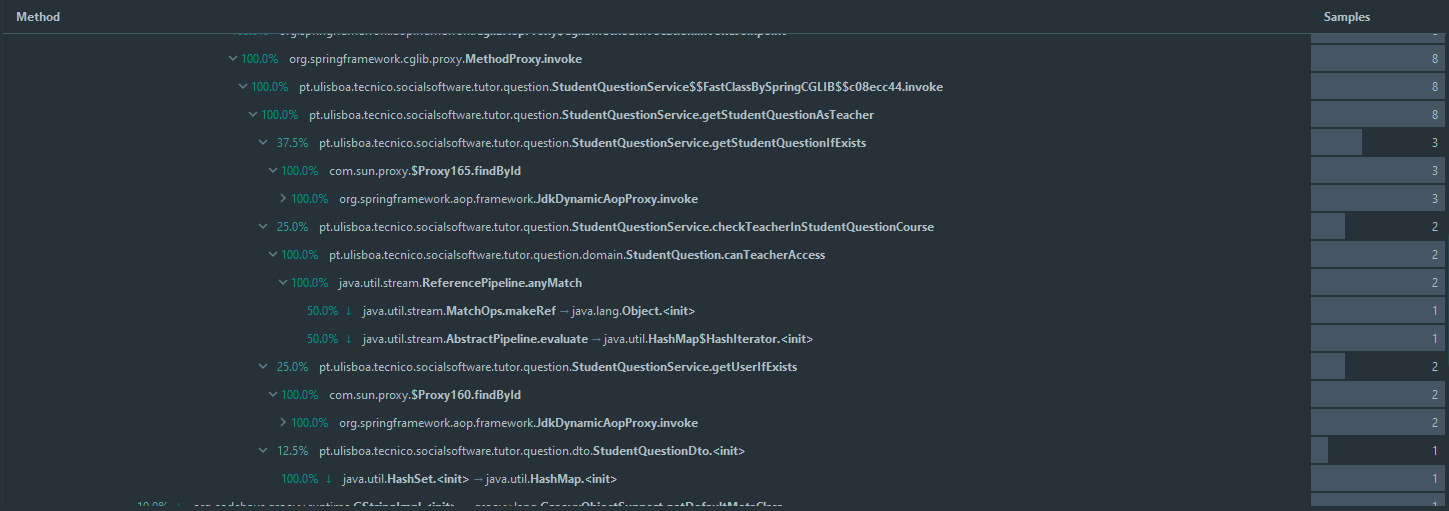 Method Samples
100.0% org.springframework.cglib.proxy.MethodProxy.invoke 8
100.0% pt.ulisboa.tecnico.socialsoftware.tutor.question.StudentQuestionService$$FastClassBySpringCGLIB$$c08ecc44.invoke 8
100.0% pt.ulisboa.tecnico.socialsoftware.tutor.question.StudentQuestionService.getStudentQuestionAsTeacher 8
37.5% pt.ulisboa.tecnico.socialsoftware.tutor.question.StudentQuestionService.getStudentQuestionIfExists 3
100.0% com.sun.proxy.$Proxy165.findById 3
100.0% org.springframework.aop.framework.JdkDynamicAopProxy.invoke 3
25.0% pt.ulisboa.tecnico.socialsoftware.tutor.question.StudentQuestionService.checkTeacherInStudentQuestionCourse 2
100.0% pt.ulisboa.tecnico.socialsoftware.tutor.question.domain.StudentQuestion.canTeacherAccess 2
100.0% java.util.stream.ReferencePipeline.anyMatch 2
50.0% ↓ java.util.stream.MatchOps.makeRef → java.lang.Object.<init> 1
50.0% ↓ java.util.stream.AbstractPipeline.evaluate → java.util.HashMap$HashIterator.<init> 1
25.0% pt.ulisboa.tecnico.socialsoftware.tutor.question.StudentQuestionService.getUserIfExists 2
100.0% com.sun.proxy.$Proxy160.findById 2
100.0% org.springframework.aop.framework.JdkDynamicAopProxy.invoke 2
12.5% pt.ulisboa.tecnico.socialsoftware.tutor.question.dto.StudentQuestionDto.<init> 1
100.0% ↓ java.util.HashSet.<init> → java.util.HashMap.<init> 1